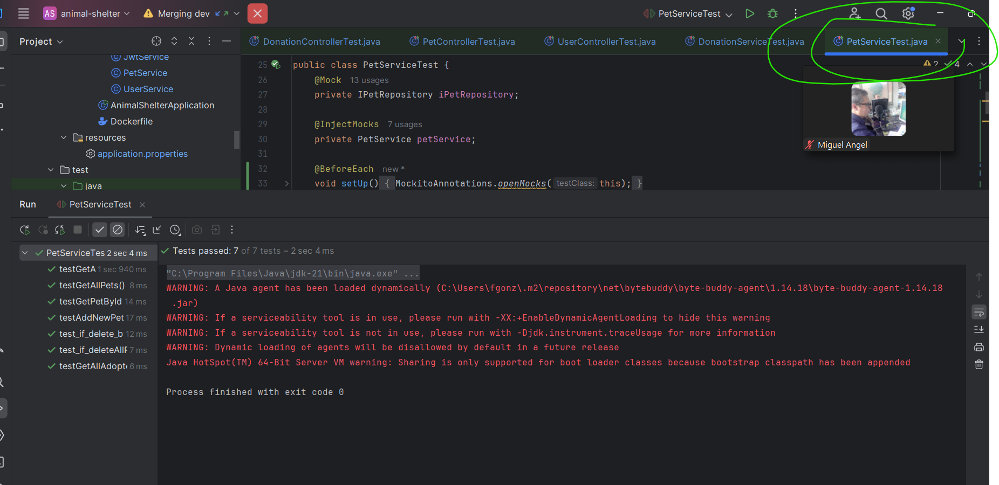 AS animal-shelter Merging dev PetServiceTest
Project DonationControllerTest.java PetControllerTest.java UserControllerTest.java DonationServiceTest.java PetServiceTest.java
JwtService
PetService
UserService
AnimalShelterApplication
Dockerfile
resources
application.properties
test
java
2 4
25 public class PetServiceTest {
26 @Mock 13 usages
27 private IPetRepository iPetRepository;
28
29 @InjectMocks 7 usages
30 private PetService petService;
31
32 @BeforeEach new *
33 void setUp() { MockitoAnnotations.openMocks( testClass: this); }
Miguel Angel
Run PetServiceTest
PetServiceTes 2 sec 4 ms
testGetA 1 sec 940 ms
testGetAllPets() 8 ms
testGetPetById 14 ms
testAddNewPet 17 ms
test_if_delete_b 12 ms
test_if_deleteAllP 7 ms
testGetAllAdopte 6 ms
Tests passed: 7 of 7 tests – 2 sec 4 ms
"C:\Program Files\Java\jdk-21\bin\java.exe" ...
WARNING: A Java agent has been loaded dynamically (C:\Users\fgonz\.m2\repository\net\bytebuddy\byte-buddy-agent\1.14.18\byte-buddy-agent-1.14.18
.jar)
WARNING: If a serviceability tool is in use, please run with -XX:+EnableDynamicAgentLoading to hide this warning
WARNING: If a serviceability tool is not in use, please run with -Djdk.instrument.traceUsage for more information
WARNING: Dynamic loading of agents will be disallowed by default in a future release
Java HotSpot(TM) 64-Bit Server VM warning: Sharing is only supported for boot loader classes because bootstrap classpath has been appended
Process finished with exit code 0